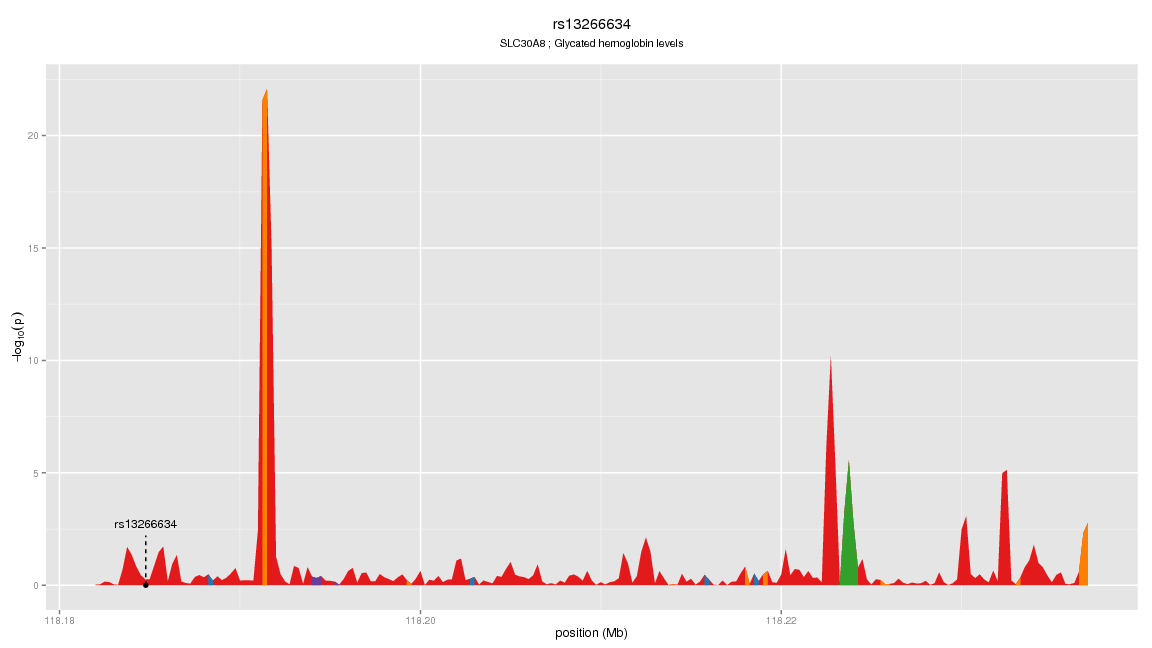 rs13266634
SLC30A8 ; Glycated hemoglobin levels
−log10(p)
20
15
10
5
0
rs13266634
118.18
118.20
118.22
position (Mb)